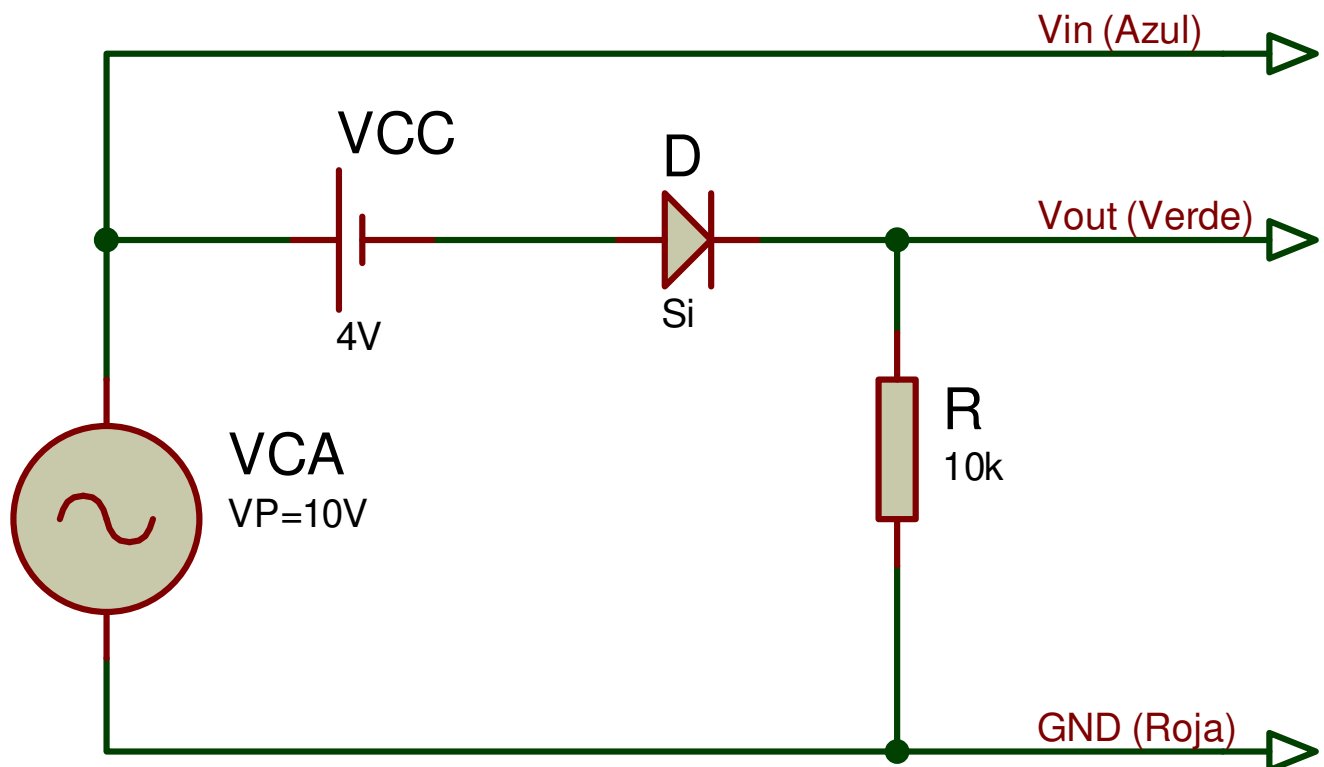 Vin (Azul)
VCC
D
Vout (Verde)
Si
4V
R
10k
VCA
VP=10V
GND (Roja)